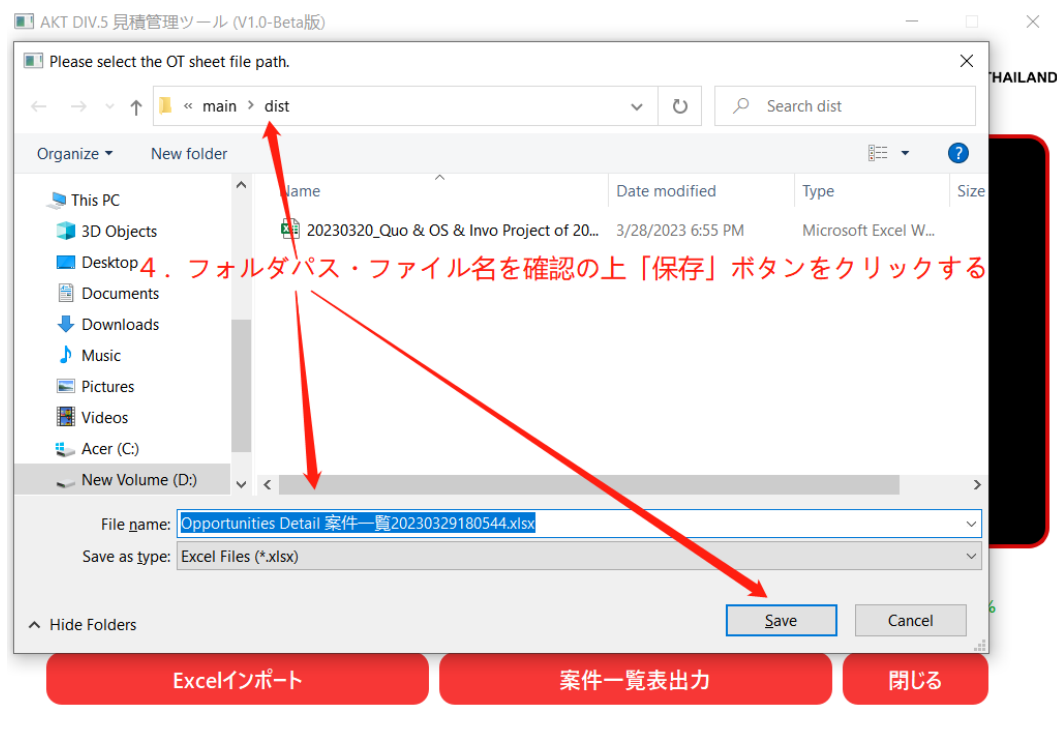 AKT DIV.5 見積管理ツール (V1.0-Beta版)
Please select the OT sheet file path.
THAILAND
« main > dist
Search dist
Organize
New folder
?
Name
Date modified
Type
Size
This PC
3D Objects
Desktop
Documents
Downloads
Music
Pictures
Videos
Acer (C:)
New Volume (D:)
20230320_Quo & OS & Invo Project of 20... 3/28/2023 6:55 PM Microsoft Excel W...
4．フォルダパス・ファイル名を確認の上「保存」ボタンをクリックする
File name: Opportunities Detail 案件一覧20230329180544.xlsx
Save as type: Excel Files (*.xlsx)
Hide Folders
Save
Cancel
%
Excelインポート
案件一覧表出力
閉じる